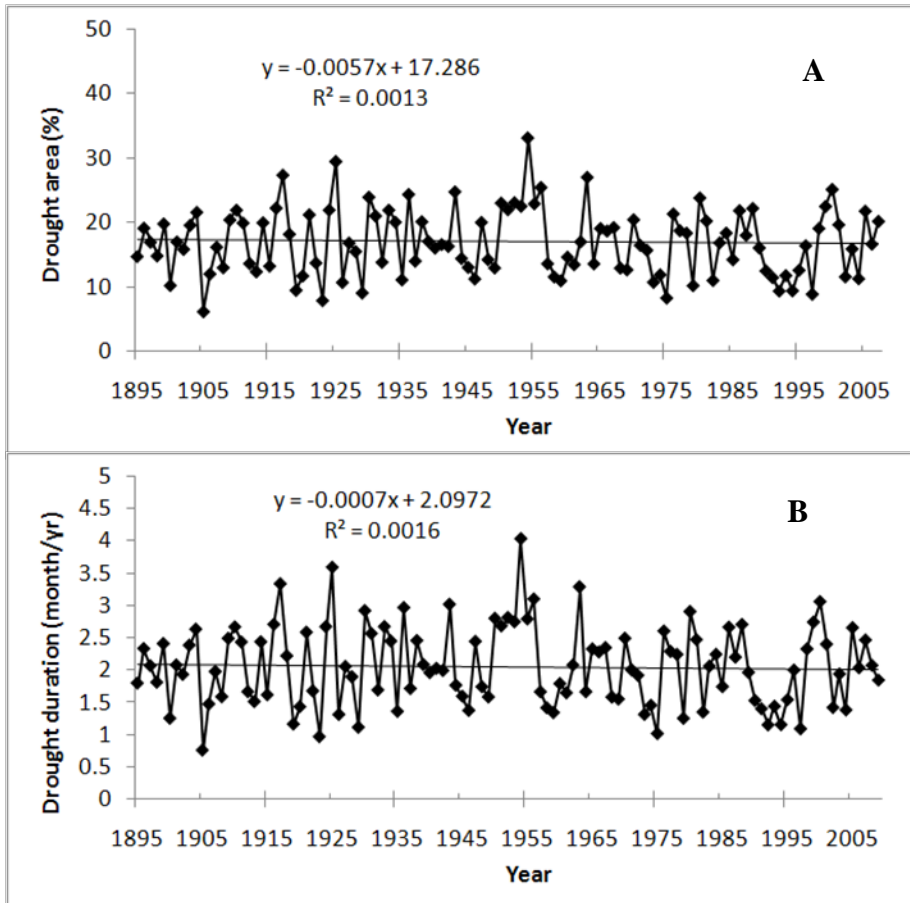 50
40
30
20
10
0
Drought area (%)
y = -0.0057x + 17.286
R² = 0.0013
A
1895 1905 1915 1925 1935 1945 1955 1965 1975 1985 1995 2005
Year
5
4.5
4
3.5
3
2.5
2
1.5
1
0.5
0
Drought duration (month/yr)
y = -0.0007x + 2.0972
R² = 0.0016
B
1895 1905 1915 1925 1935 1945 1955 1965 1975 1985 1995 2005
Year